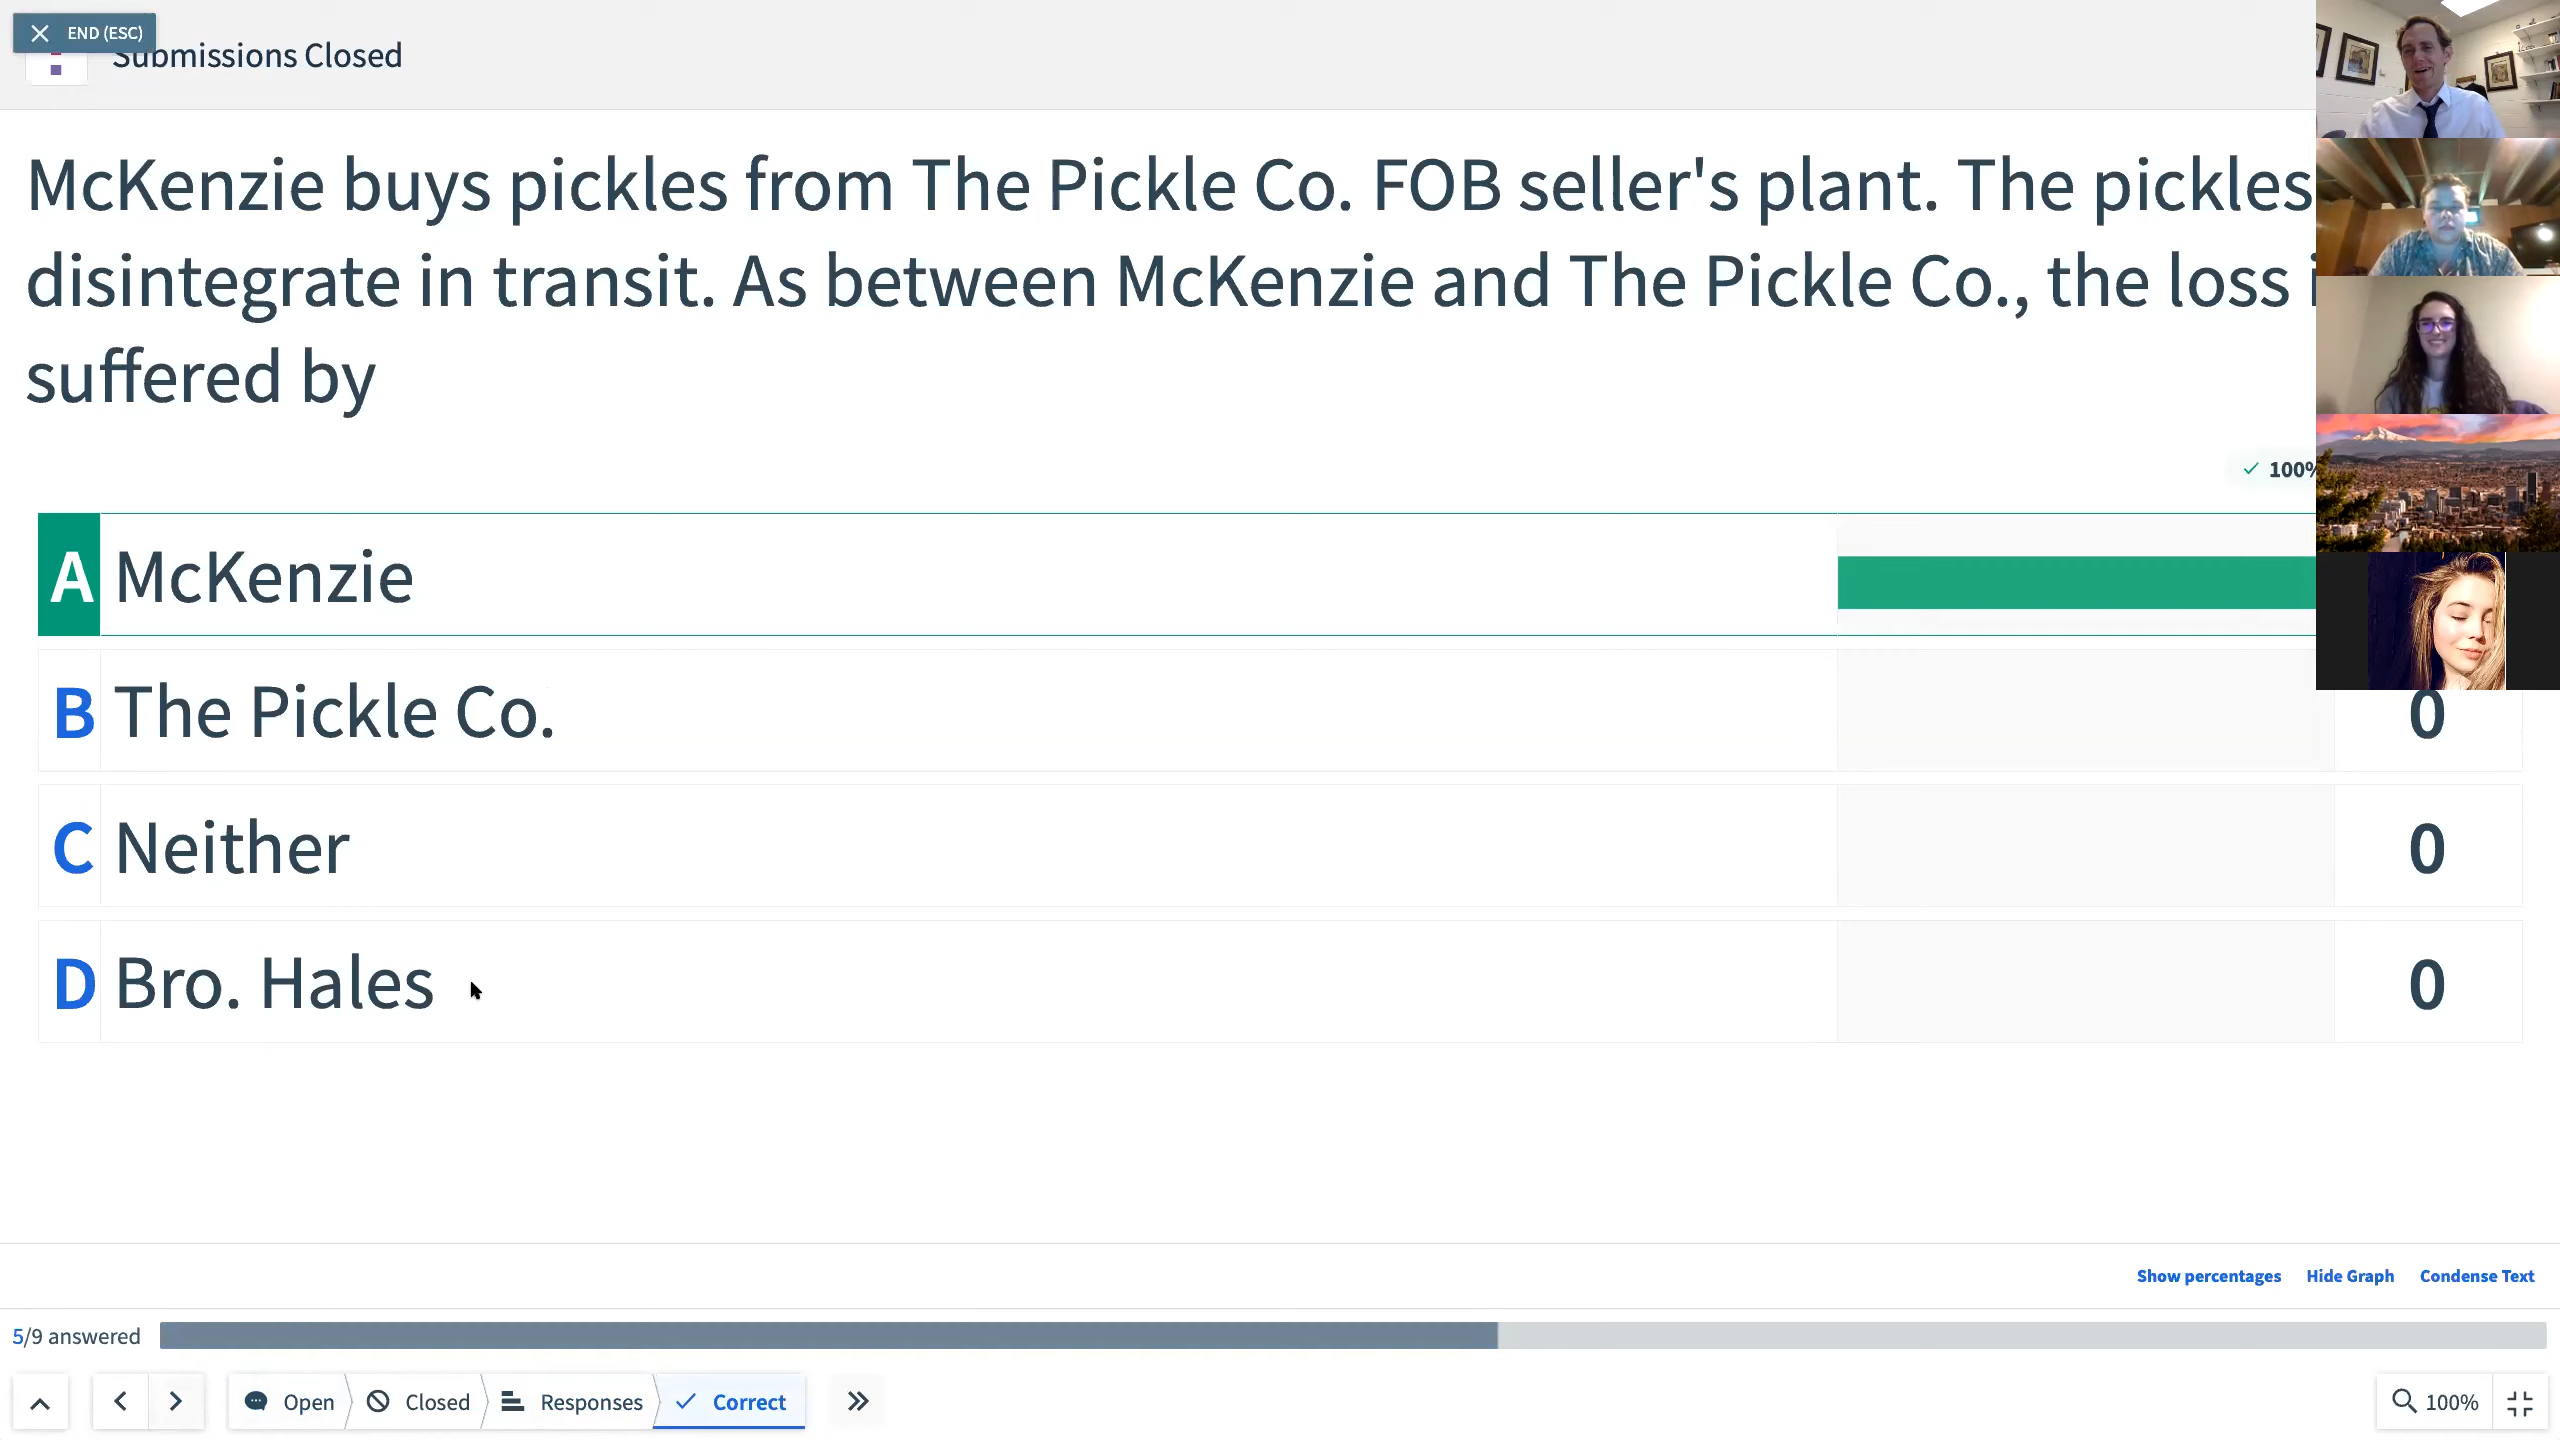 END (ESC)
Submissions Closed
McKenzie buys pickles from The Pickle Co. FOB seller's plant. The pickles
disintegrate in transit. As between McKenzie and The Pickle Co., the loss
suffered by
100%
A McKenzie
B The Pickle Co. 0
C Neither 0
D Bro. Hales 0
Show percentages Hide Graph Condense Text
5/9 answered
Open Closed Responses Correct
100%